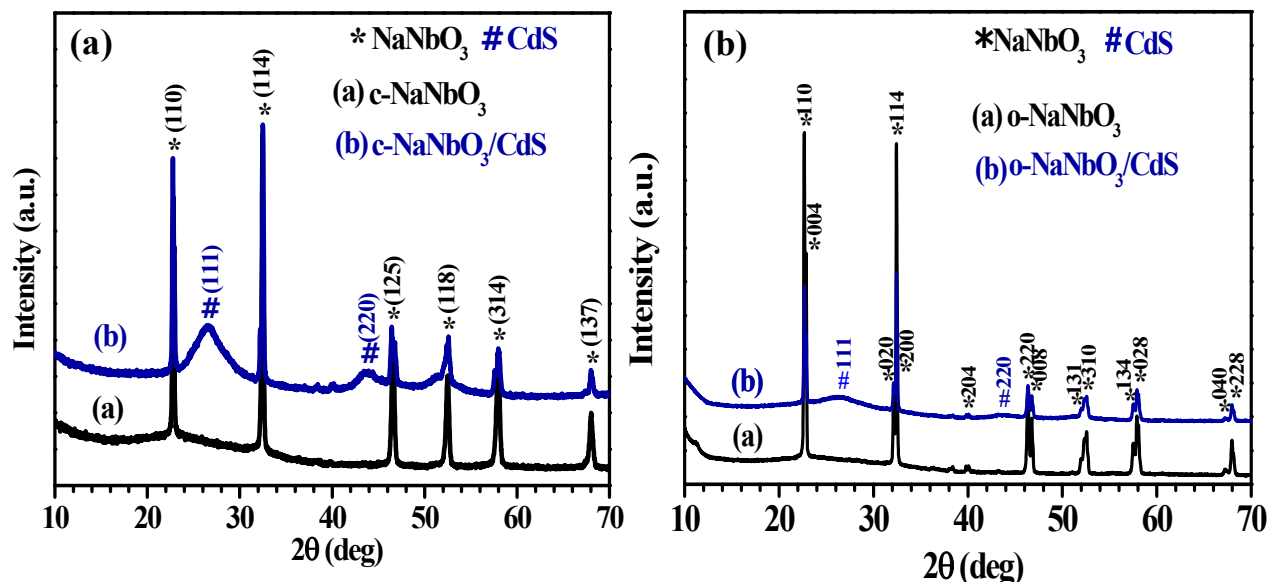 (a)
* NaNbO3 # CdS
(a) c-NaNbO3
(b) c-NaNbO3/CdS
* (110)
# (111)
* (114)
# (220)
* (125)
* (118)
* (314)
* (137)
(b)
(a)
Intensity (a.u.)
10 20 30 40 50 60 70
2θ (deg)
(b)
*NaNbO3 #CdS
(a) o-NaNbO3
(b) o-NaNbO3/CdS
*110
*004
#111
*020
*114
*200
*204
#220
*220
*008
*131
*310
*134
*028
*040
*228
(b)
(a)
Intensity (a.u.)
10 20 30 40 50 60 70
2θ (deg)